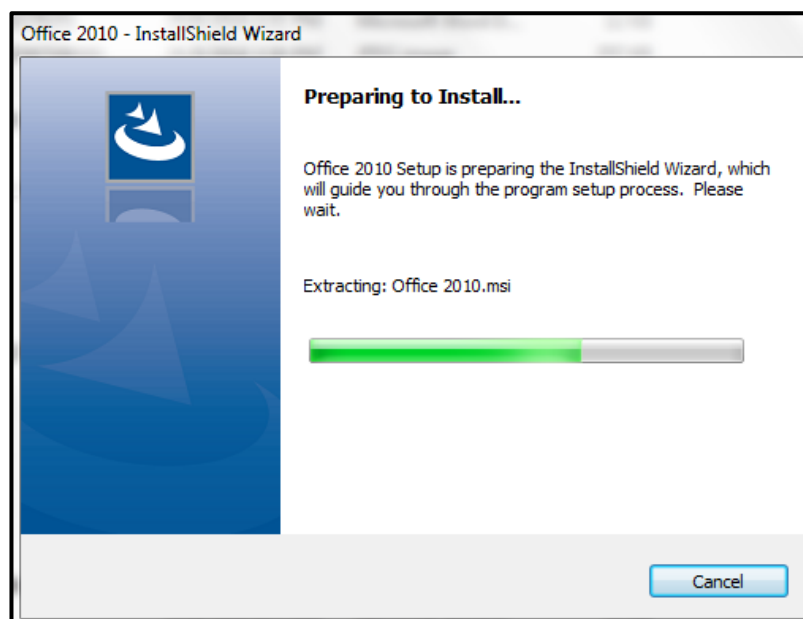 Office 2010 - InstallShield Wizard
Preparing to Install...
Office 2010 Setup is preparing the InstallShield Wizard, which
will guide you through the program setup process.  Please
wait.
Extracting: Office 2010.msi
Cancel